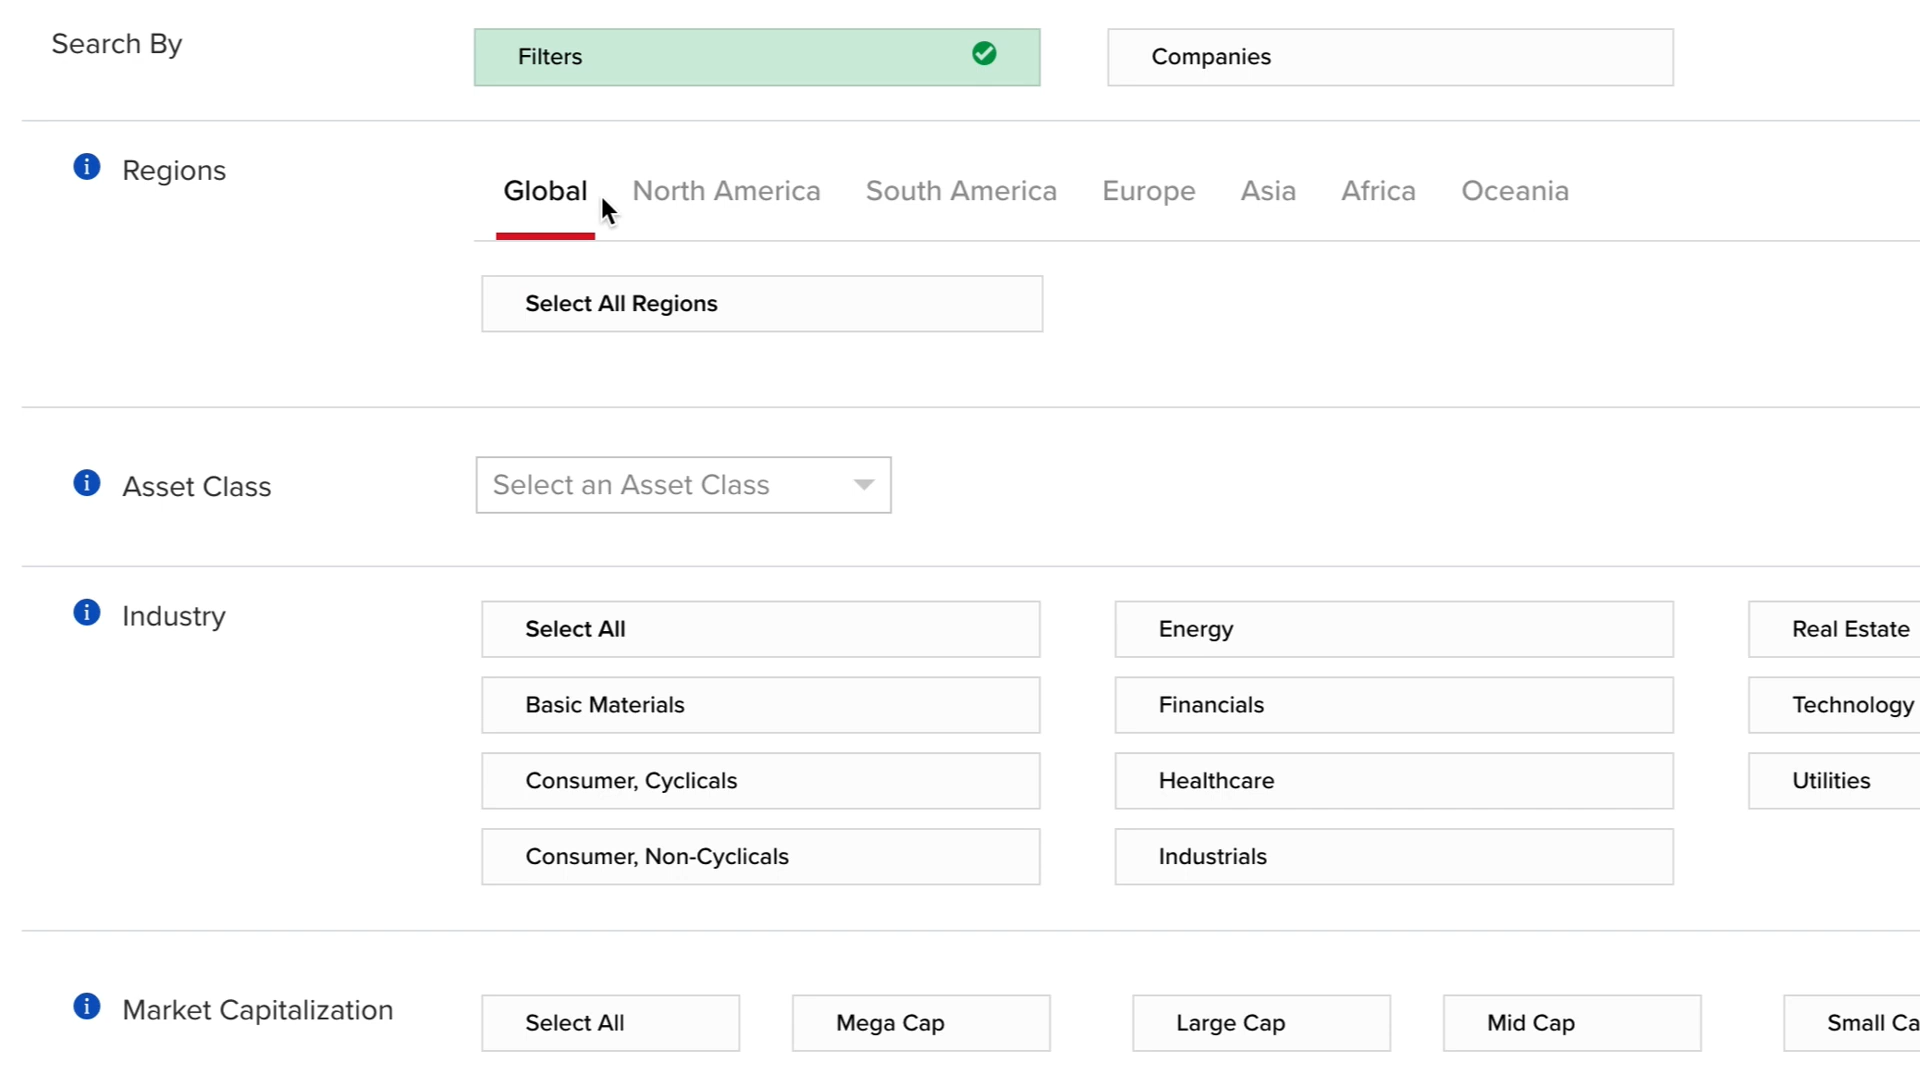 Search By
Filters
Companies
Regions
Global North America South America Europe Asia Africa Oceania
Select All Regions
Asset Class
Select an Asset Class
Industry
Select All
Energy
Real Estate
Basic Materials
Financials
Technology
Consumer, Cyclicals
Healthcare
Utilities
Consumer, Non-Cyclicals
Industrials
Market Capitalization
Select All
Mega Cap
Large Cap
Mid Cap
Small Ca